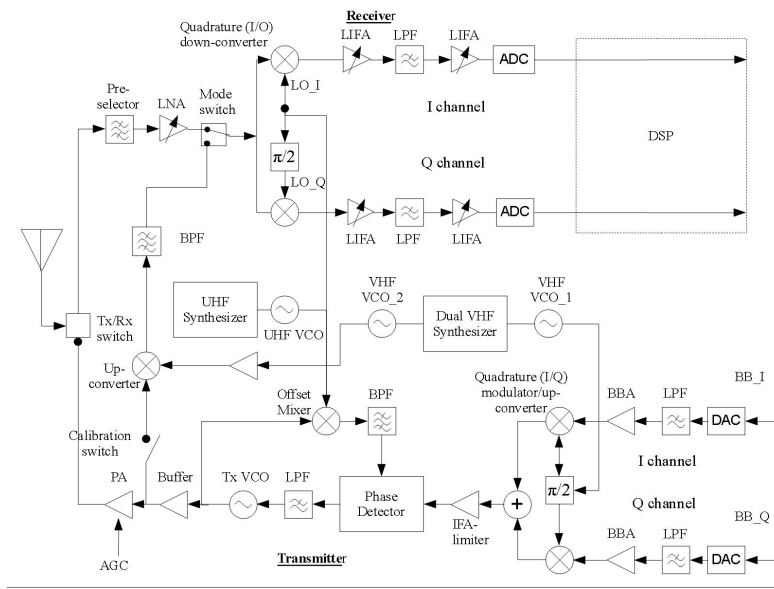 Receiver
Quadrature (I/O)
down-converter
LIFA
LPF
LIFA
ADC
LO_I
I channel
DSP
Pre-
selector
LNA
Mode
switch
π/2
Q channel
LO_Q
ADC
LIFA
LPF
LIFA
BPF
Tx/Rx
switch
UHF
Synthesizer
UHF VCO
VHF
VCO_2
Dual VHF
Synthesizer
VHF
VCO_1
Up-
converter
Offset
Mixer
BPF
Quadrature (I/Q)
modulator/up-
converter
BBA
LPF
BB_I
DAC
Calibration
switch
I channel
PA
Buffer
Tx VCO
LPF
Phase
Detector
IFA-
limiter
+
π/2
Q channel
BB_Q
BBA
LPF
DAC
AGC
Transmitter